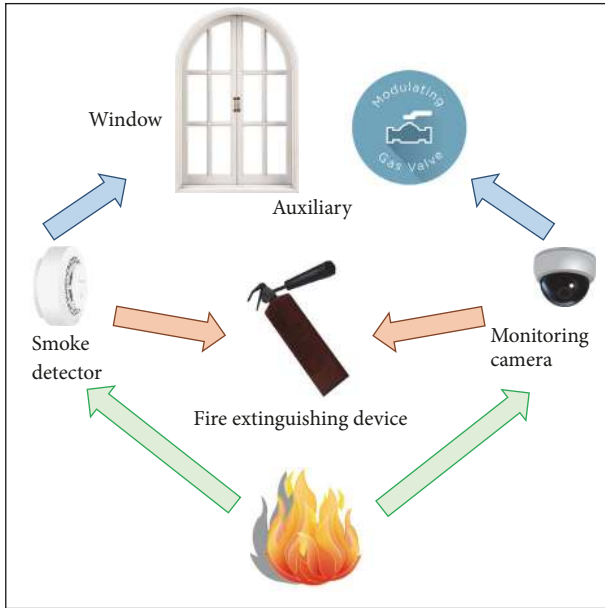 Window
Modulating
Gas Valve
Auxiliary
Smoke
detector
Monitoring
camera
Fire extinguishing device